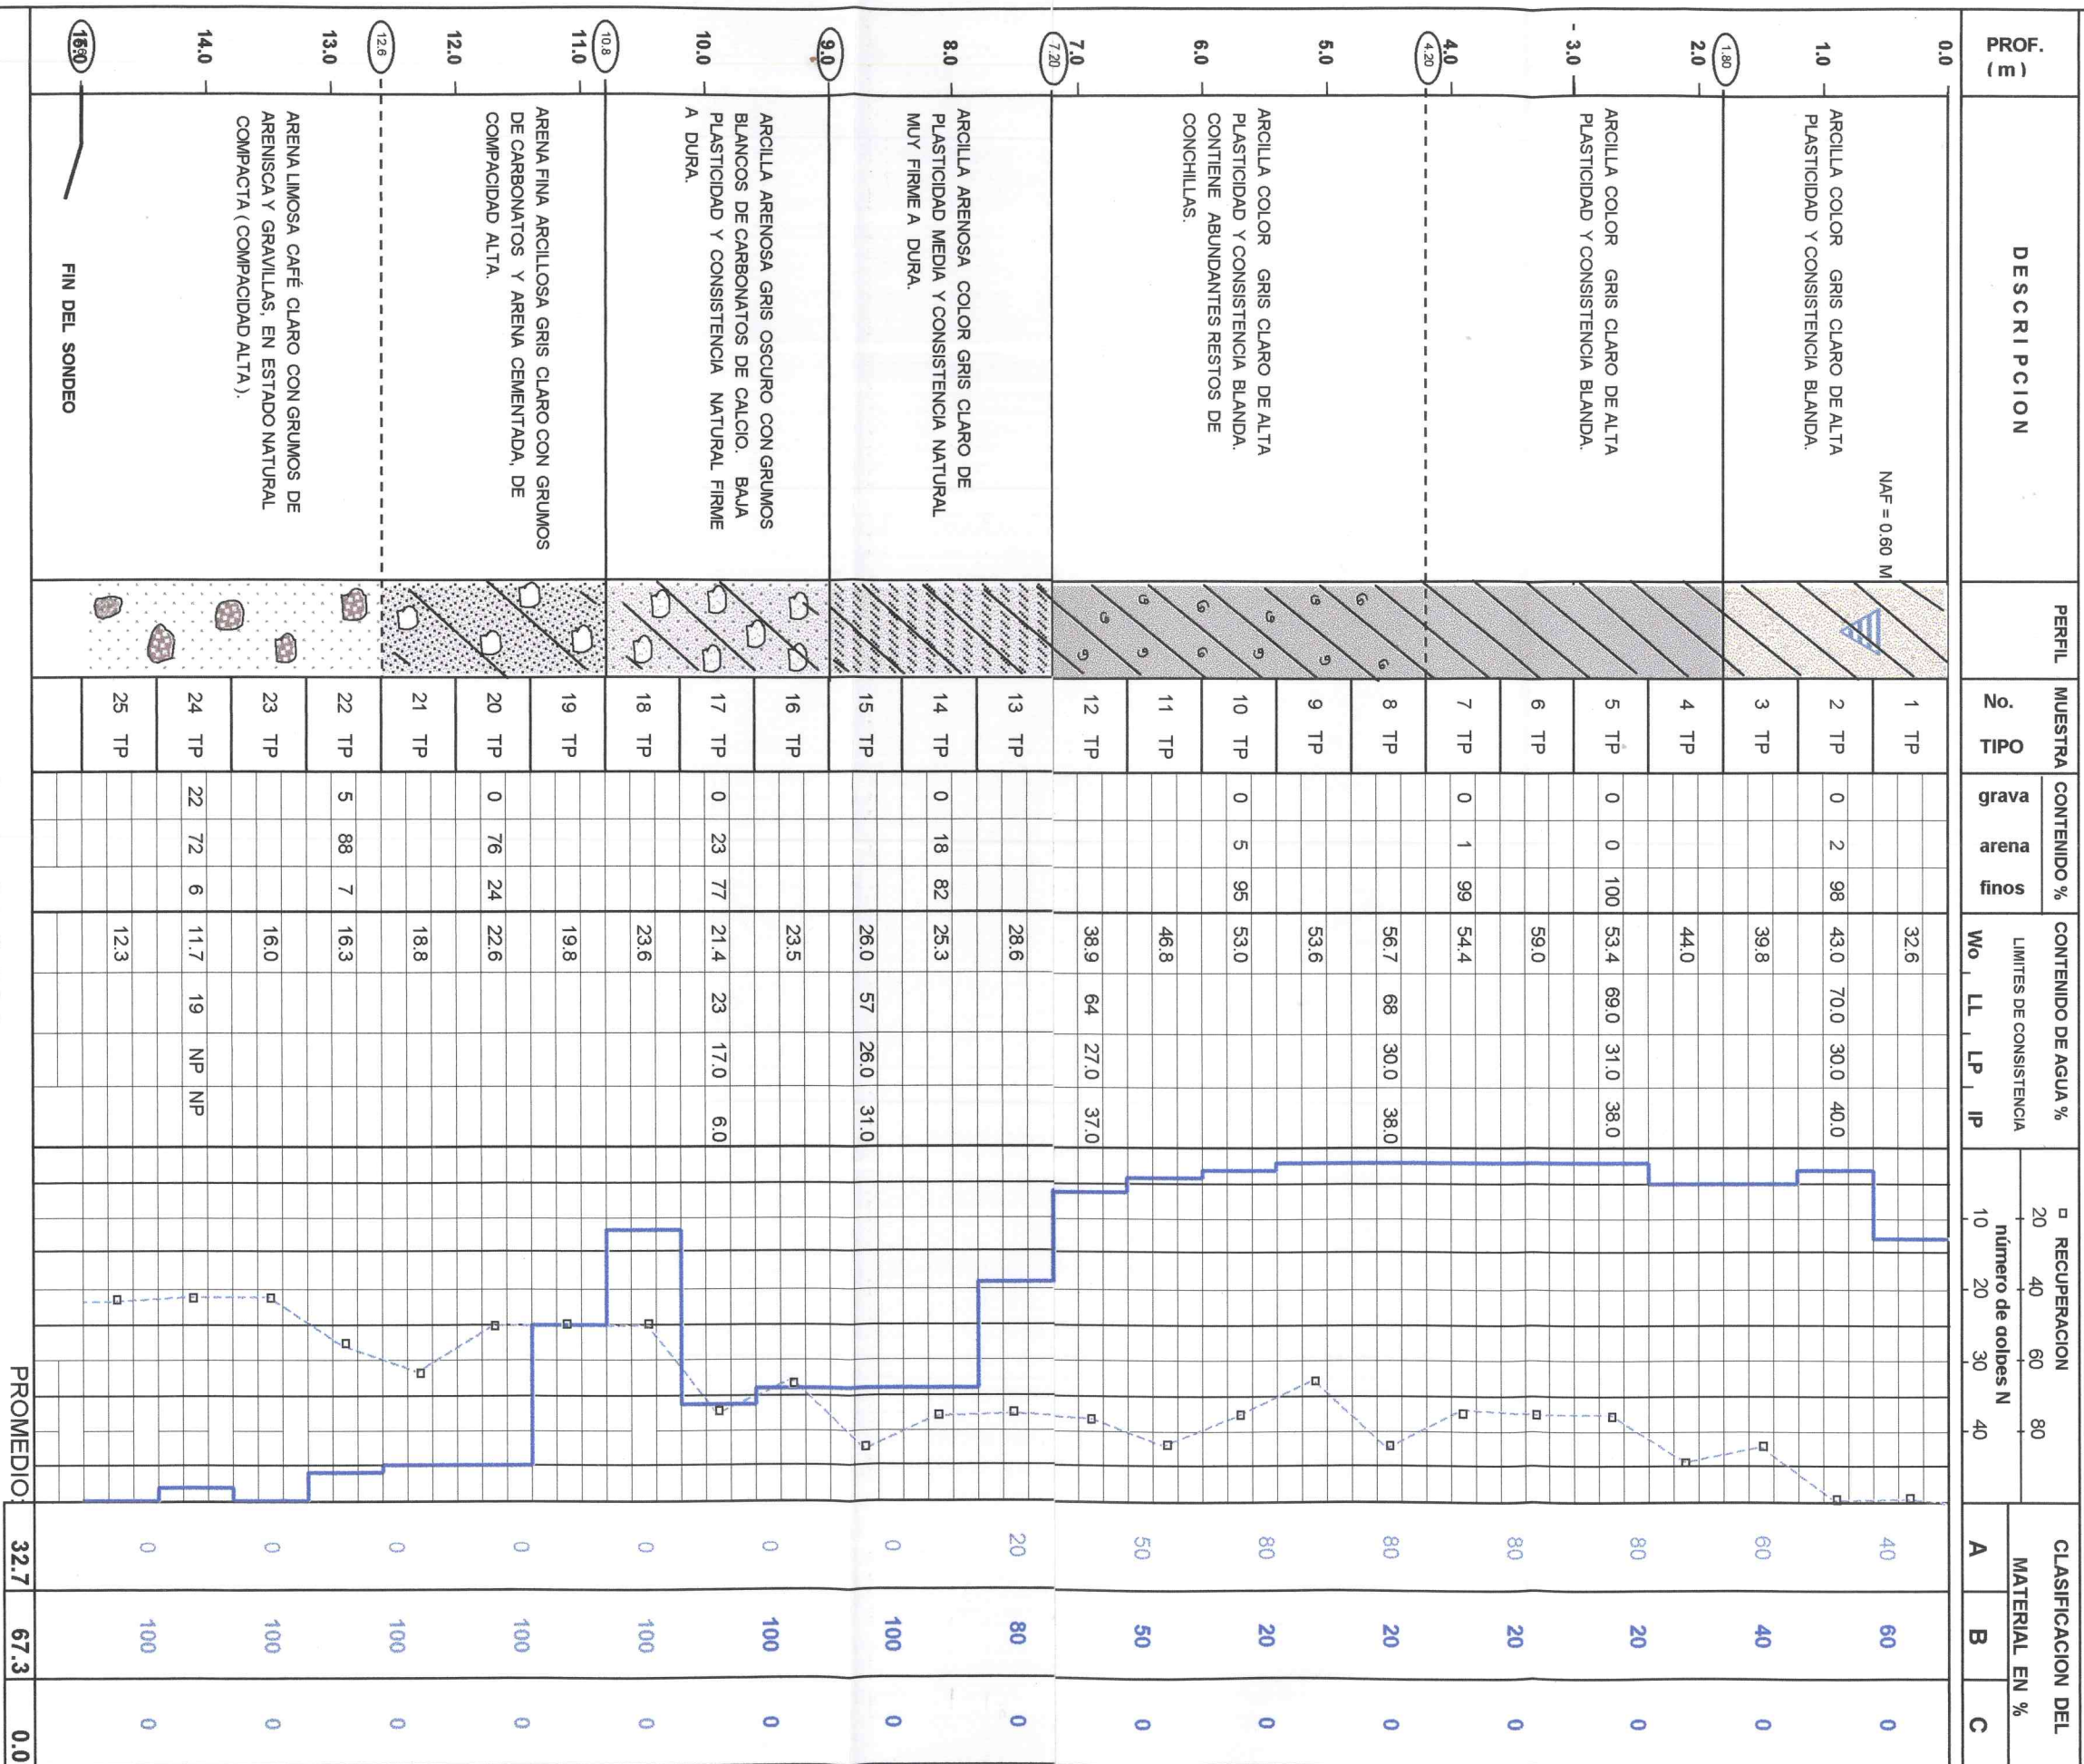 PROF.
( m )
DESCRIPCION
PERFIL
MUESTRA
No.
TIPO
CONTENIDO %
grava
arena
finos
CONTENIDO DE AGUA %
LIMITES DE CONSISTENCIA
Wo LL LP IP
RECUPERACION
20 40 60 80
número de golpes N
10 20 30 40
CLASIFICACION DEL
MATERIAL EN %
A B C
0.0
1.0
1.80
2.0
3.0
4.0
4.20
5.0
6.0
7.0
7.20
8.0
9.0
10.0
10.8
11.0
12.0
12.6
13.0
14.0
NAF = 0.60 M
ARCILLA COLOR GRIS CLARO DE ALTA
PLASTICIDAD Y CONSISTENCIA BLANDA.
ARCILLA COLOR GRIS CLARO DE ALTA
PLASTICIDAD Y CONSISTENCIA BLANDA.
ARCILLA COLOR GRIS CLARO DE ALTA
PLASTICIDAD Y CONSISTENCIA BLANDA.
CONTIENE ABUNDANTES RESTOS DE
CONCHILLAS.
ARCILLA ARENOSA COLOR GRIS CLARO DE
PLASTICIDAD MEDIA Y CONSISTENCIA NATURAL
MUY FIRME A DURA.
ARCILLA ARENOSA GRIS OSCURO CON GRUMOS
BLANCOS DE CARBONATOS DE CALCIO. BAJA
PLASTICIDAD Y CONSISTENCIA NATURAL FIRME
A DURA.
ARENA FINA ARCILLOSA GRIS CLARO CON GRUMOS
DE CARBONATOS Y ARENA CEMENTADA, DE
COMPACIDAD ALTA.
ARENA LIMOSA CAFÉ CLARO CON GRUMOS DE
ARENISCA Y GRAVILLAS, EN ESTADO NATURAL
COMPACTA ( COMPACIDAD ALTA ).
FIN DEL SONDEO
1 TP 32.6
2 TP 0 2 98 43.0 70.0 30.0 40.0
3 TP 39.8
4 TP 44.0
5 TP 0 0 100 53.4 69.0 31.0 38.0
6 TP 59.0
7 TP 0 1 99 54.4
8 TP 56.7 68 30.0 38.0
9 TP 53.6
10 TP 0 5 95 53.0
11 TP 46.8
12 TP 38.9 64 27.0 37.0
13 TP 28.6
14 TP 0 18 82 25.3
15 TP 26.0 57 26.0 31.0
16 TP 23.5
17 TP 0 23 77 21.4 23 17.0 6.0
18 TP 23.6
19 TP 19.8
20 TP 0 76 24 22.6
21 TP 18.8
22 TP 5 88 7 16.3
23 TP 16.0
24 TP 22 72 6 11.7 19 NP NP
25 TP 12.3
40 60 0
60 40 0
80 20 0
80 20 0
80 20 0
80 20 0
50 50 0
20 80 0
0 100 0
0 100 0
0 100 0
0 100 0
0 100 0
0 100 0
0 100 0
PROMEDIO: 32.7 67.3 0.0